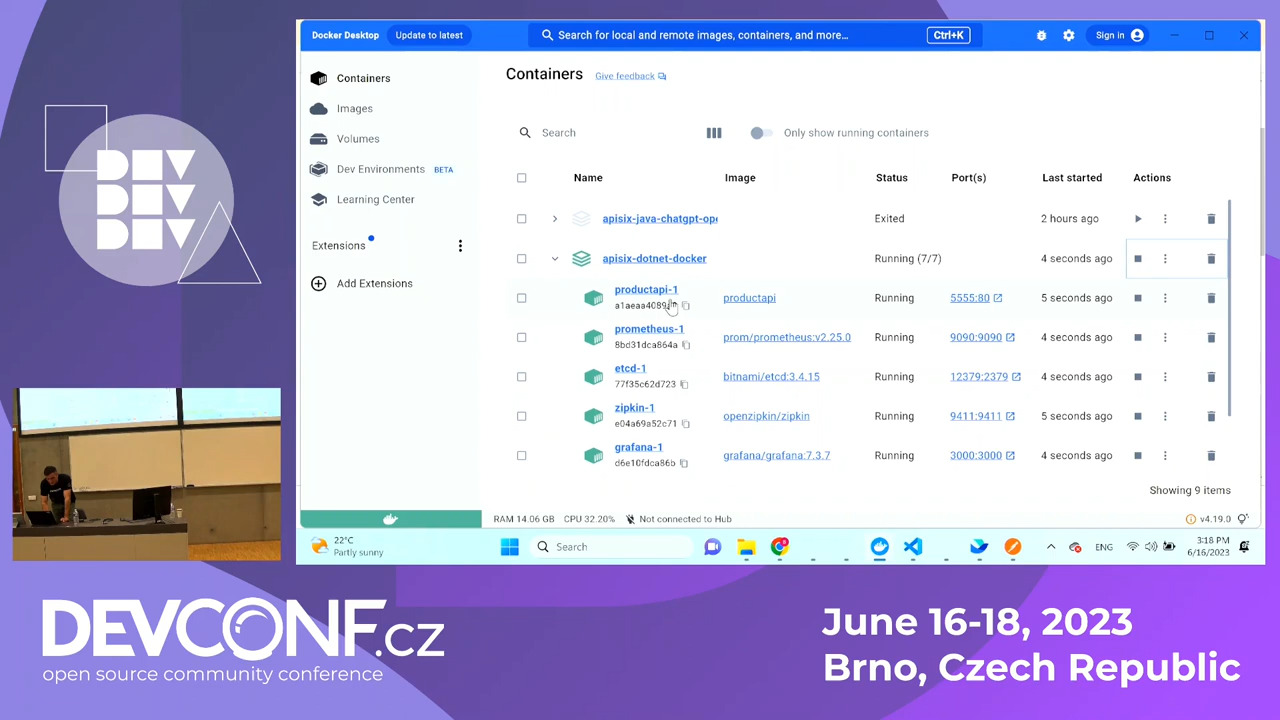 Docker Desktop
Update to latest
Search for local and remote images, containers, and more...
Ctrl+K
Sign in
Containers
Images
Volumes
Dev Environments BETA
Learning Center
Extensions
Add Extensions
Containers
Give feedback
Search
Only show running containers
Name Image Status Port(s) Last started Actions
apisix-java-chatgpt-ope Exited 2 hours ago
apisix-dotnet-docker Running (7/7) 4 seconds ago
productapi-1 productapi Running 5555:80 5 seconds ago
prometheus-1 prom/prometheus:v2.25.0 Running 9090:9090 4 seconds ago
8bd31dca864a
etcd-1 bitnami/etcd:3.4.15 Running 12379:2379 4 seconds ago
77f35c62d723
zipkin-1 openzipkin/zipkin Running 9411:9411 5 seconds ago
e04a69a52c71
grafana-1 grafana/grafana:7.3.7 Running 3000:3000 4 seconds ago
d6e10fdca86b
Showing 9 items
RAM 14.06 GB CPU 32.20% Not connected to Hub
v4.19.0
22°C
Partly sunny
Search
ENG
3:18 PM
6/16/2023
DEV
DEV
DEV
DEVCONF.cz
open source community conference
June 16-18, 2023
Brno, Czech Republic